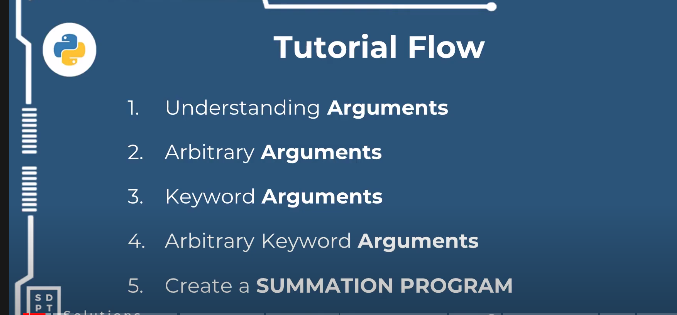 Tutorial Flow
1. Understanding Arguments
2. Arbitrary Arguments
3. Keyword Arguments
4. Arbitrary Keyword Arguments
5. Create a SUMMATION PROGRAM
S D
P T
Solutions